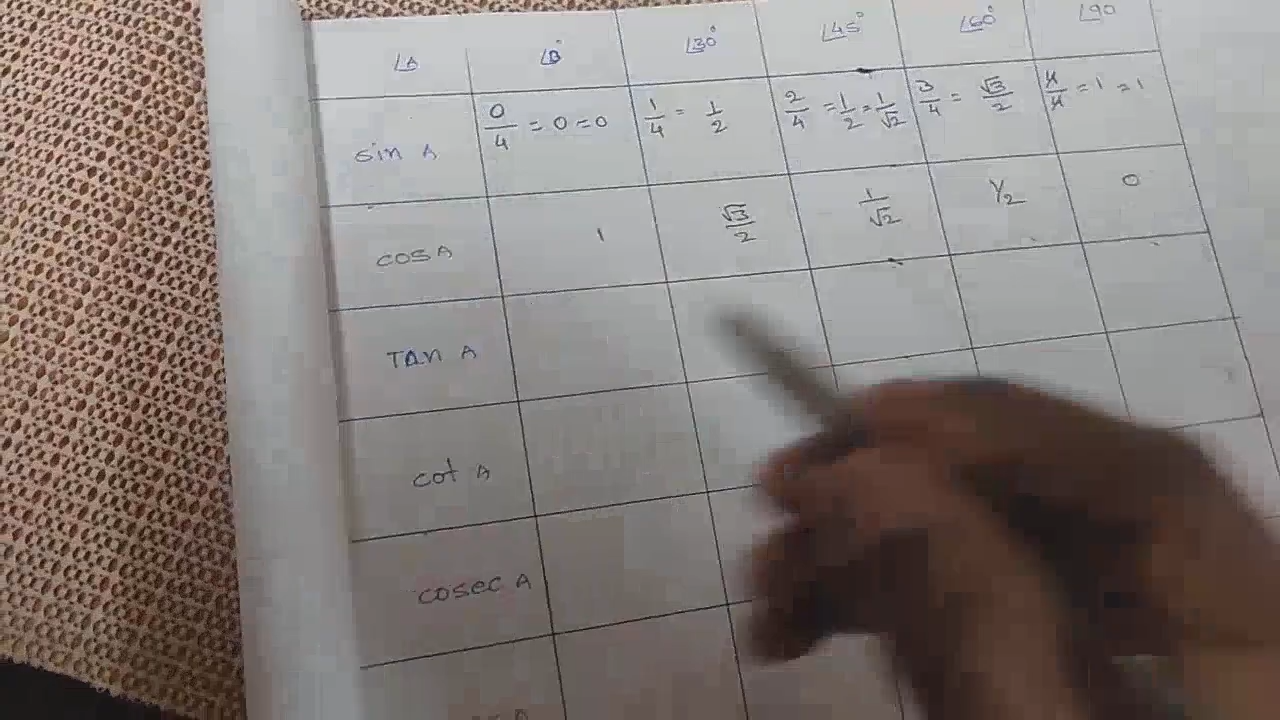 ∠A ∠0° ∠30° ∠45° ∠60° ∠90
sin A 0/4 = 0 = 0 1/4 = 1/2 2/4 = 1/2 = 1/√2 3/4 = √3/2 4/4 = 1 = 1
COS A 1 √3/2 1/√2 1/2 0
TAn A
cot A
cosec A